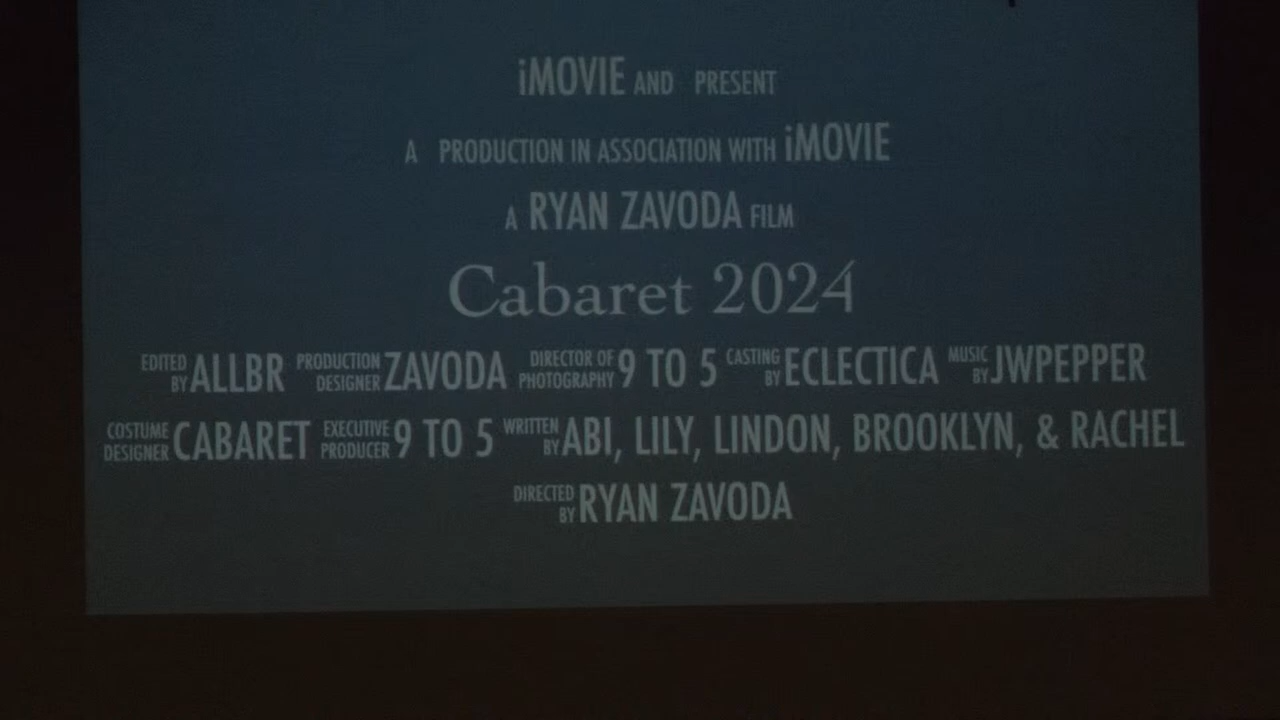 iMOVIE AND PRESENT
A PRODUCTION IN ASSOCIATION WITH iMOVIE
A RYAN ZAVODA FILM
Cabaret 2024
EDITED BY ALLBR PRODUCTION DESIGNER ZAVODA DIRECTOR OF PHOTOGRAPHY 9 TO 5 CASTING BY ECLECTICA MUSIC BY JWPEPPER
COSTUME DESIGNER CABARET EXECUTIVE PRODUCER 9 TO 5 WRITTEN BY ABI, LILY, LINDON, BROOKLYN, & RACHEL
DIRECTED BY RYAN ZAVODA